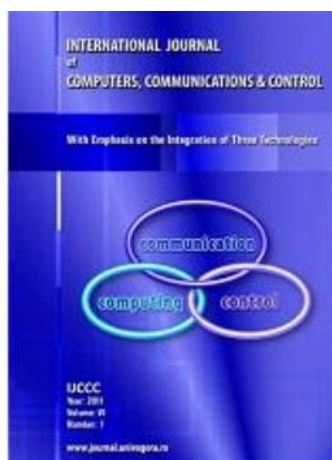 INTERNATIONAL JOURNAL
of
COMPUTERS, COMMUNICATIONS & CONTROL
With Emphasis on the Integration of Three Technologies
communication
computing
control
IJCCC
Year: 2011
Volume: VI
Number: 1
www.journal.univagora.ro